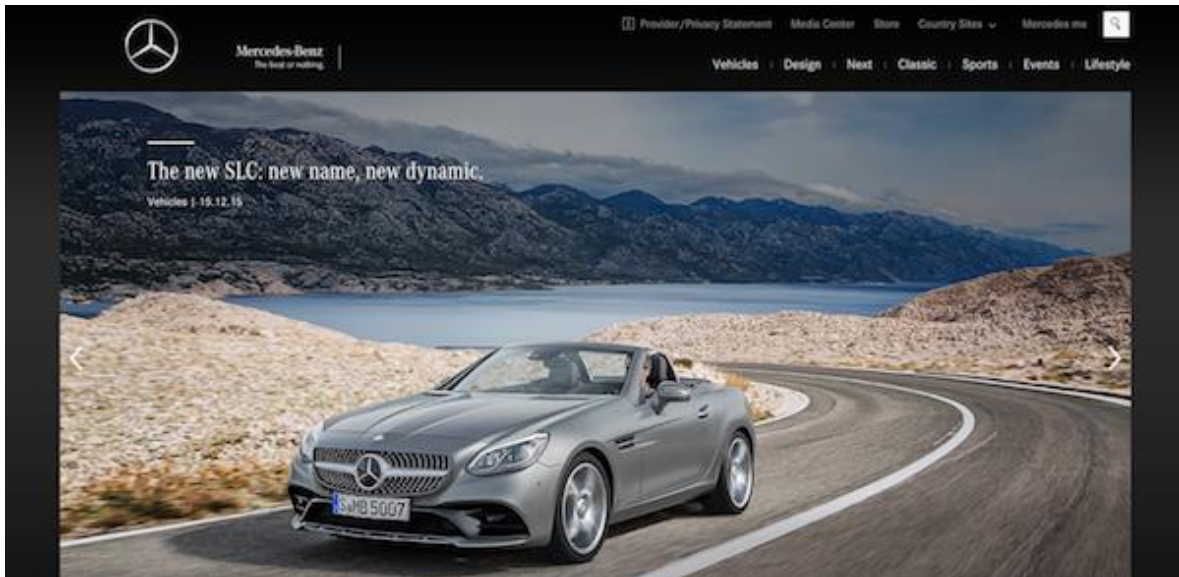 Provider/Privacy Statement Media Center Store Country Sites Mercedes me
Mercedes-Benz
The best or nothing.
Vehicles Design Next Classic Sports Events Lifestyle
The new SLC: new name, new dynamic.
Vehicles | 15.12.15
S MB 5007